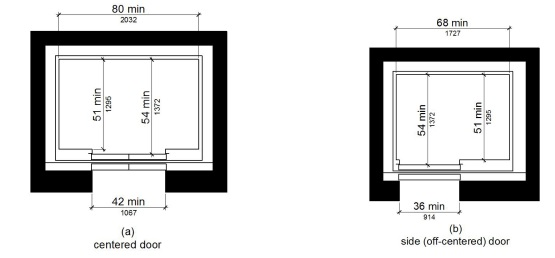 80 min
2032
51 min
1295
54 min
1372
42 min
1067
(a)
centered door
68 min
1727
54 min
1372
51 min
1295
36 min
914
(b)
side (off-centered) door